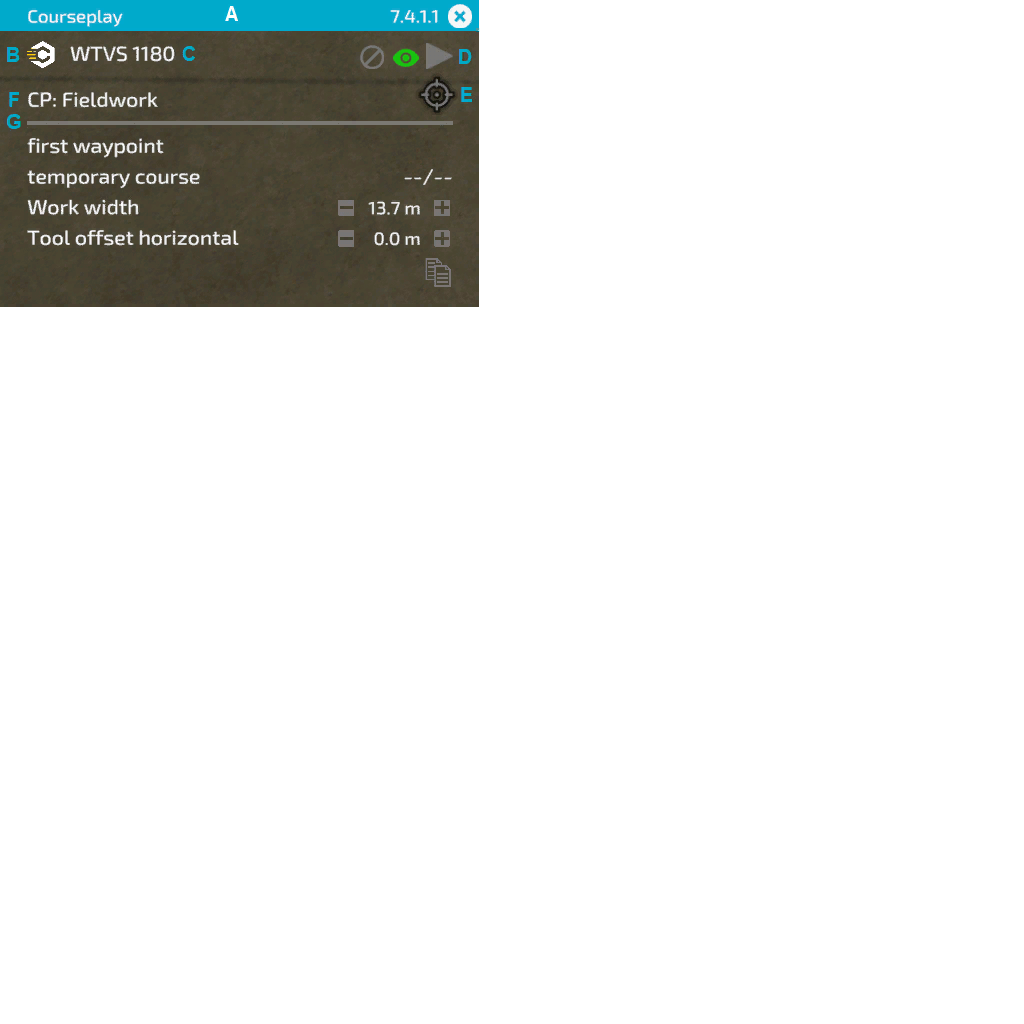 Courseplay A 7.4.1.1
B WTVS 1180 C D
E
F CP: Fieldwork
G
first waypoint
temporary course --/--
Work width 13.7 m
Tool offset horizontal 0.0 m